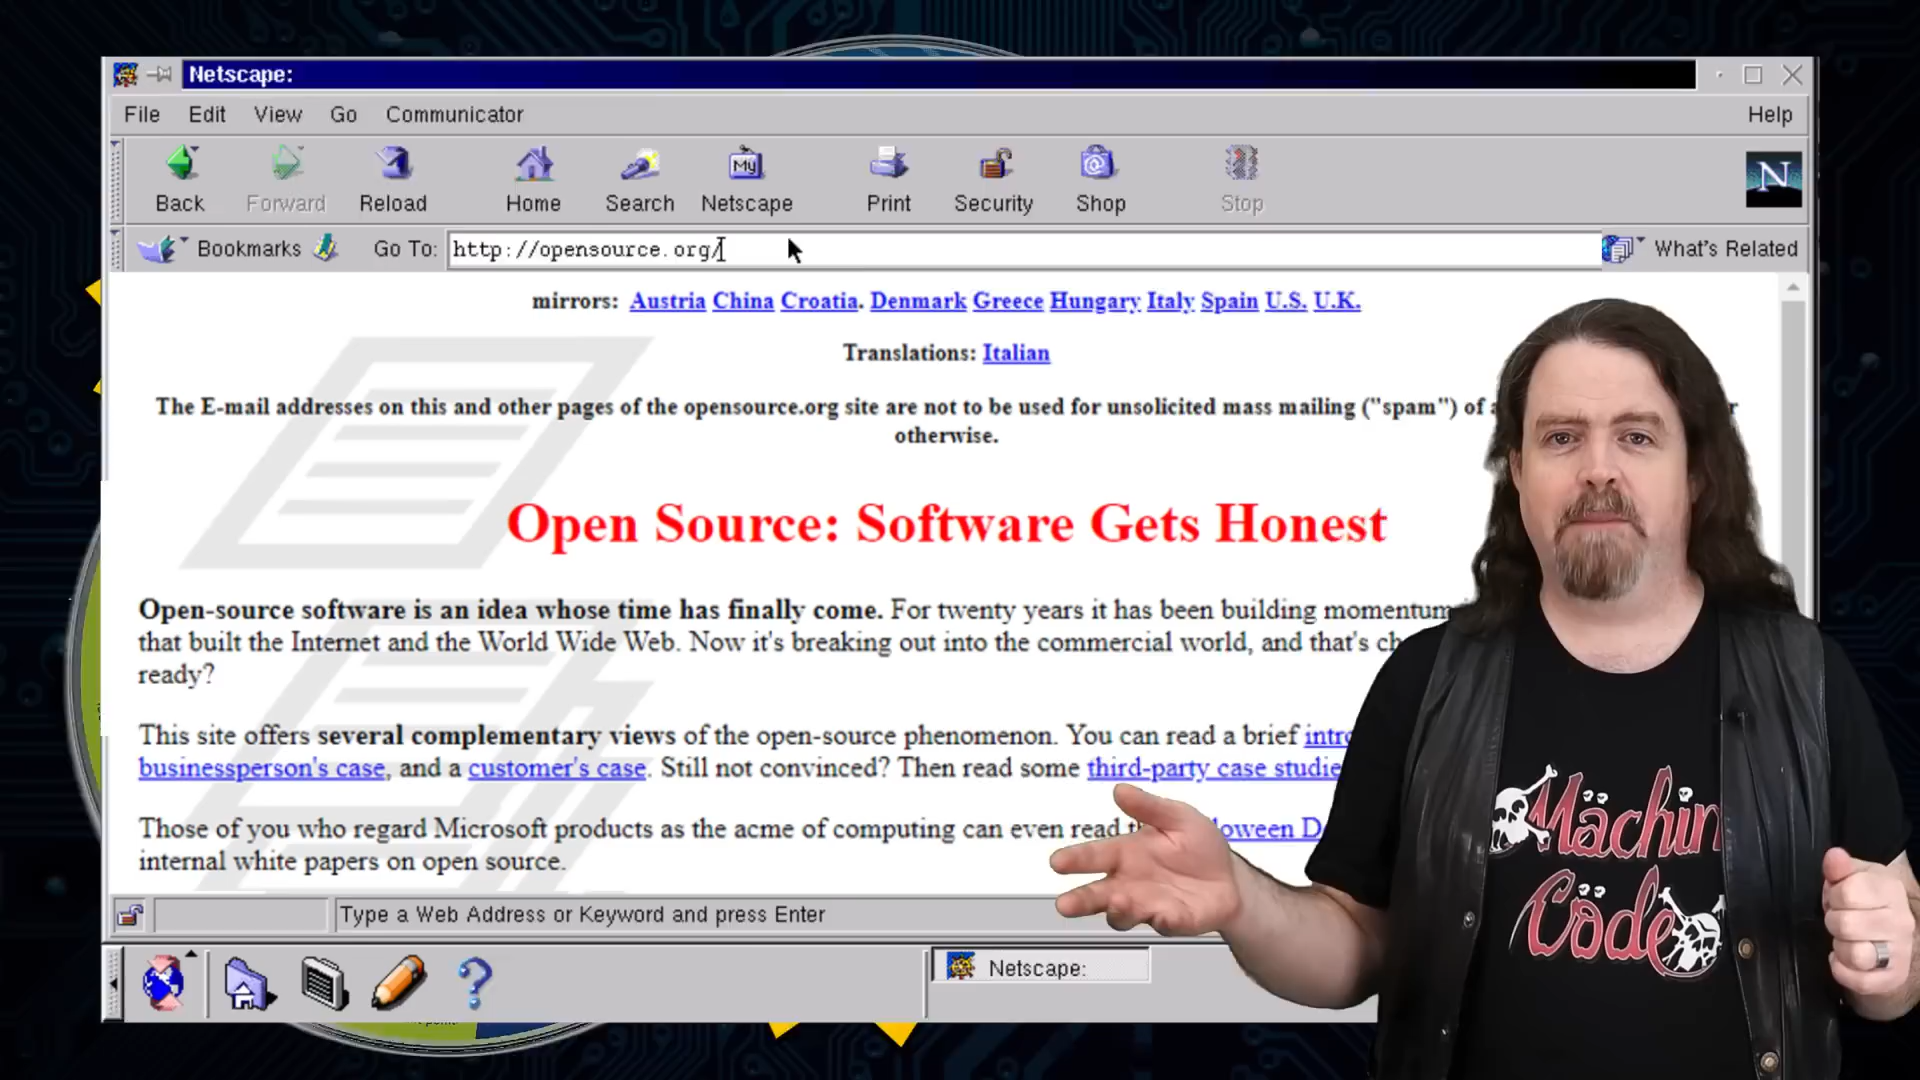 Netscape:
File Edit View Go Communicator Help
Back Forward Reload Home Search Netscape Print Security Shop Stop
My
N
Bookmarks Go To: http://opensource.org/ What's Related
mirrors: Austria China Croatia. Denmark Greece Hungary Italy Spain U.S. U.K.
Translations: Italian
The E-mail addresses on this and other pages of the opensource.org site are not to be used for unsolicited mass mailing ("spam") of
otherwise.
Open Source: Software Gets Honest
Open-source software is an idea whose time has finally come. For twenty years it has been building momentum
that built the Internet and the World Wide Web. Now it's breaking out into the commercial world, and that's
ready?
This site offers several complementary views of the open-source phenomenon. You can read a brief
businessperson's case, and a customer's case. Still not convinced? Then read some third-party case
Those of you who regard Microsoft products as the acme of computing can even read
internal white papers on open source.
Mächin
Cöde
Type a Web Address or Keyword and press Enter
Netscape: